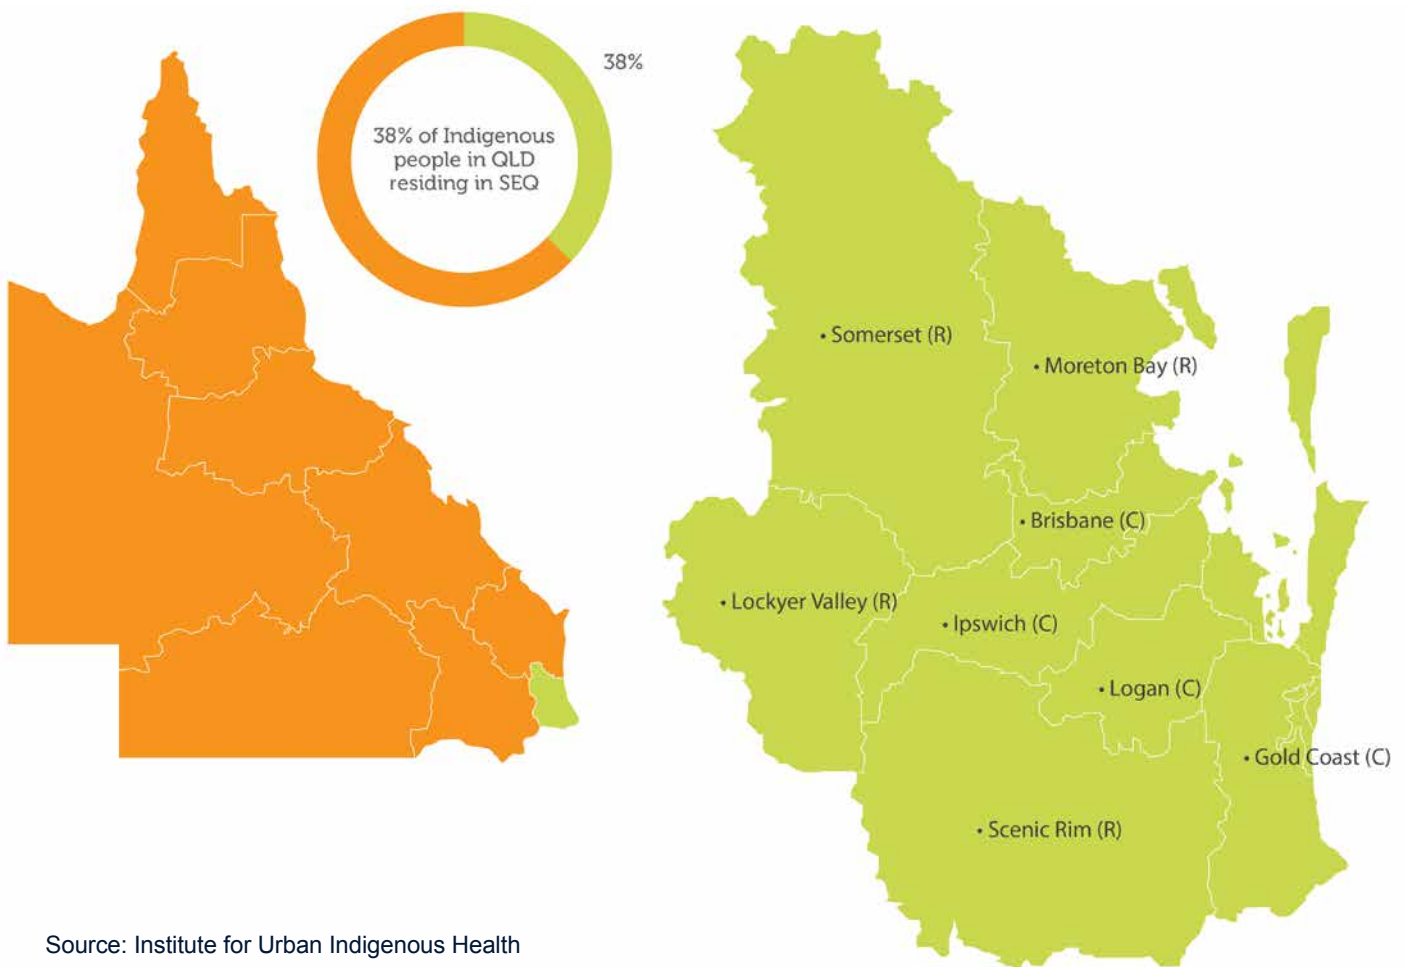 38%
38% of Indigenous
people in QLD
residing in SEQ
• Somerset (R)
• Moreton Bay (R)
• Brisbane (C)
• Lockyer Valley (R)
• Ipswich (C)
• Logan (C)
• Gold Coast (C)
• Scenic Rim (R)
Source: Institute for Urban Indigenous Health